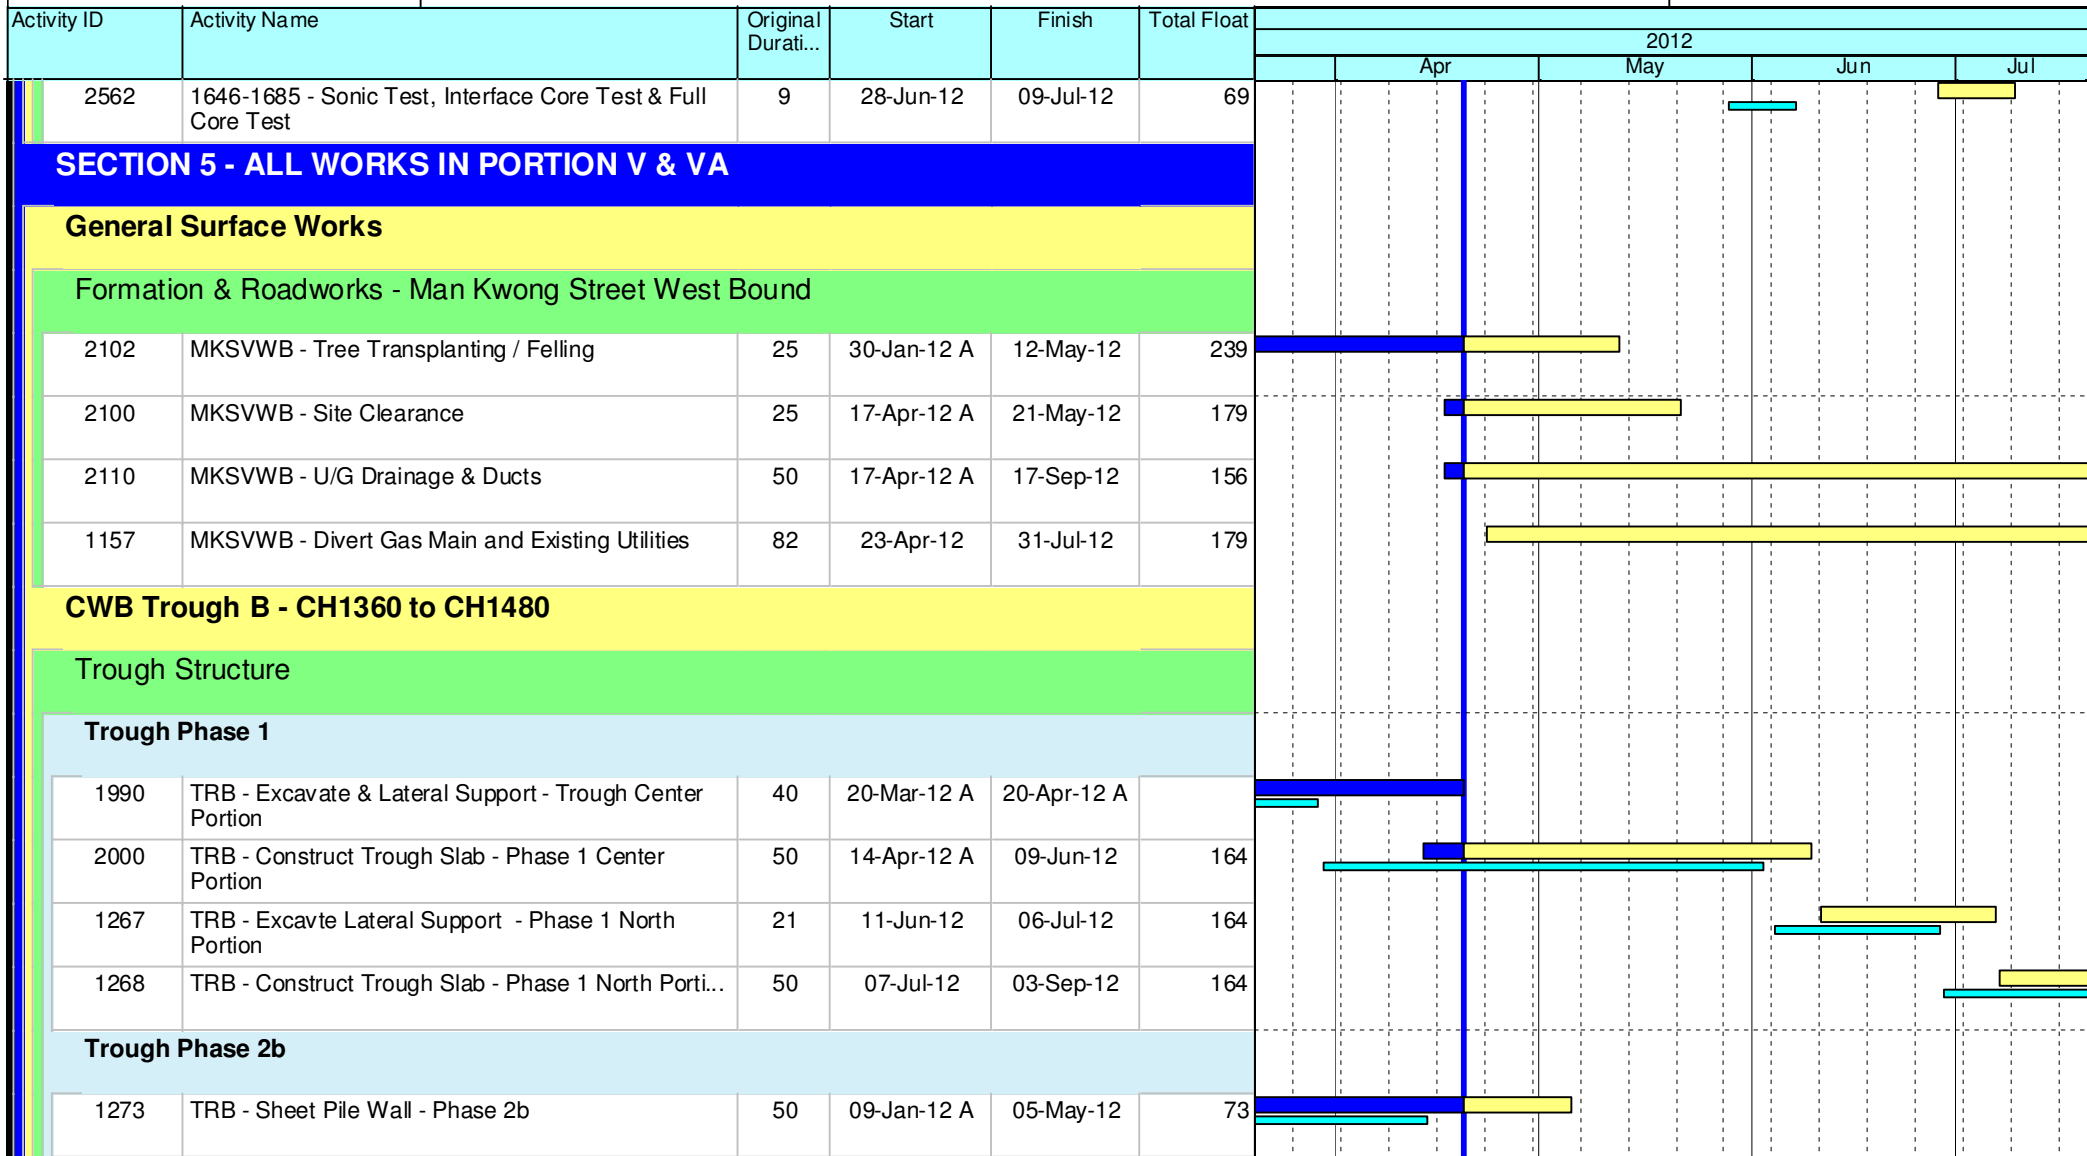 Activity ID Activity Name Original Start Finish Total Float
Durati...
2012
Apr May Jun Jul
2562 1646-1685 - Sonic Test, Interface Core Test & Full 9 28-Jun-12 09-Jul-12 69
Core Test
SECTION 5 - ALL WORKS IN PORTION V & VA
General Surface Works
Formation & Roadworks - Man Kwong Street West Bound
2102 MKSVWB - Tree Transplanting / Felling 25 30-Jan-12 A 12-May-12 239
2100 MKSVWB - Site Clearance 25 17-Apr-12 A 21-May-12 179
2110 MKSVWB - U/G Drainage & Ducts 50 17-Apr-12 A 17-Sep-12 156
1157 MKSVWB - Divert Gas Main and Existing Utilities 82 23-Apr-12 31-Jul-12 179
CWB Trough B - CH1360 to CH1480
Trough Structure
Trough Phase 1
1990 TRB - Excavate & Lateral Support - Trough Center 40 20-Mar-12 A 20-Apr-12 A
Portion
2000 TRB - Construct Trough Slab - Phase 1 Center 50 14-Apr-12 A 09-Jun-12 164
Portion
1267 TRB - Excavte Lateral Support - Phase 1 North 21 11-Jun-12 06-Jul-12 164
Portion
1268 TRB - Construct Trough Slab - Phase 1 North Porti... 50 07-Jul-12 03-Sep-12 164
Trough Phase 2b
1273 TRB - Sheet Pile Wall - Phase 2b 50 09-Jan-12 A 05-May-12 73